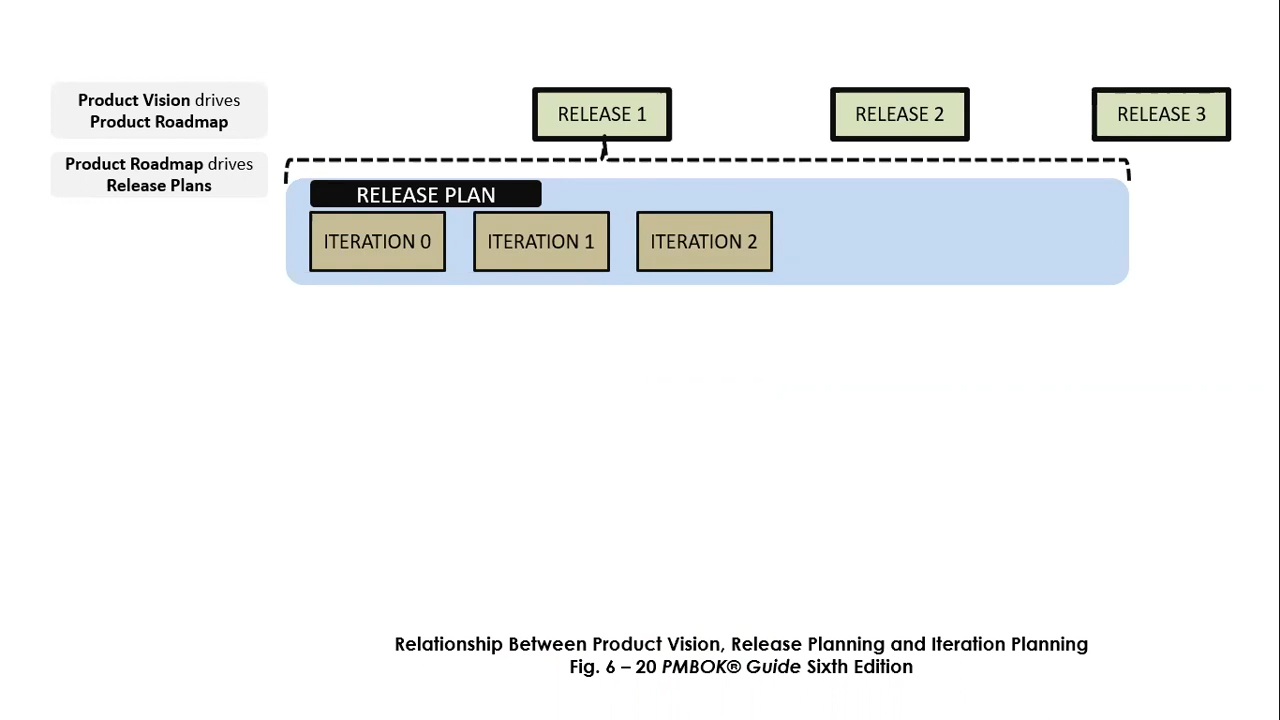 Product Vision drives
Product Roadmap
RELEASE 1
RELEASE 2
RELEASE 3
Product Roadmap drives
Release Plans
RELEASE PLAN
ITERATION 0
ITERATION 1
ITERATION 2
Relationship Between Product Vision, Release Planning and Iteration Planning
Fig. 6 – 20 PMBOK® Guide Sixth Edition